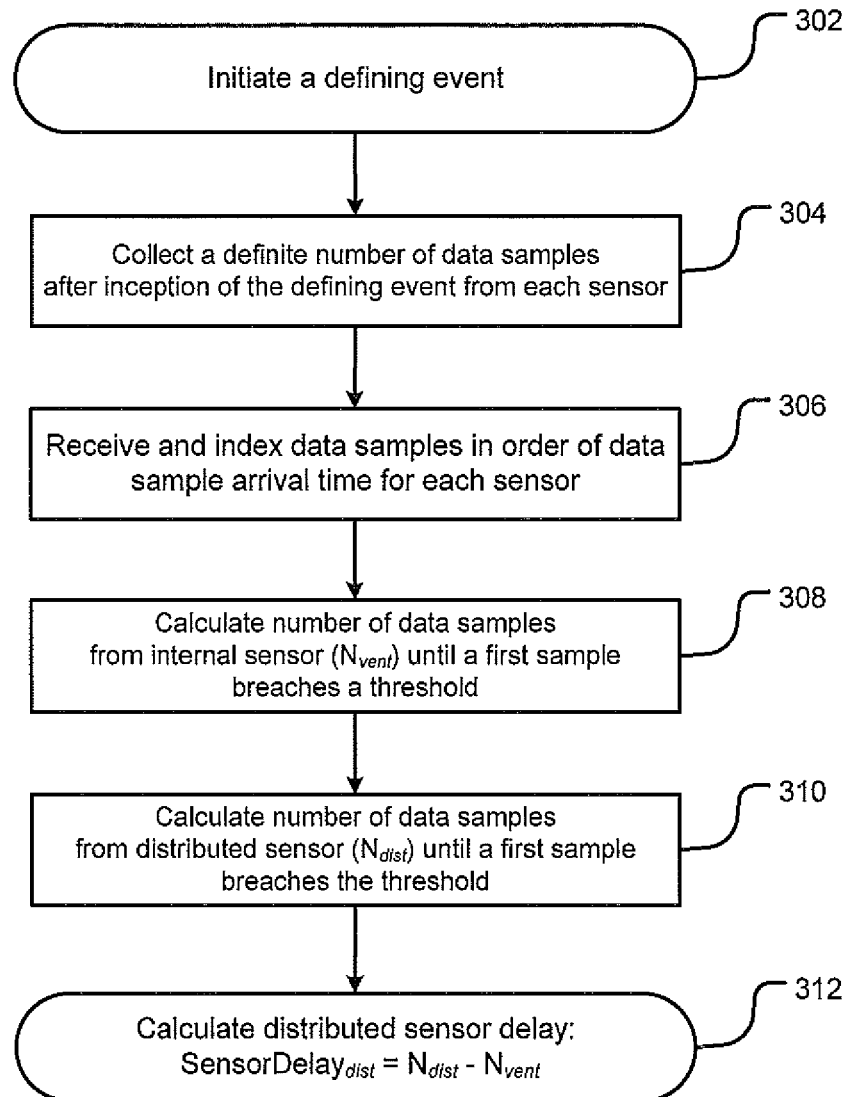 302
Initiate a defining event
304
Collect a definite number of data samples
after inception of the defining event from each sensor
306
Receive and index data samples in order of data
sample arrival time for each sensor
308
Calculate number of data samples
from internal sensor (Nvent) until a first sample
breaches a threshold
310
Calculate number of data samples
from distributed sensor (Ndist) until a first sample
breaches the threshold
312
Calculate distributed sensor delay:
SensorDelaydist = Ndist - Nvent